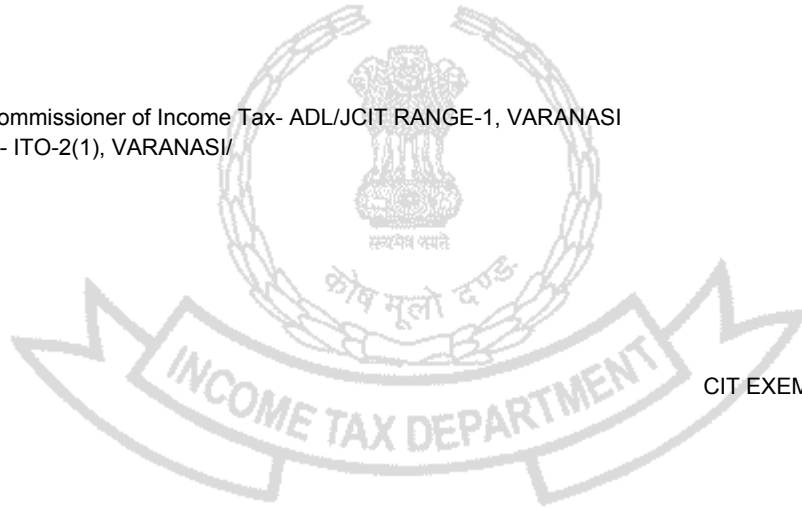 ommissioner of Income Tax- ADL/JCIT RANGE-1, VARANASI
- ITO-2(1), VARANASI/
सत्यमेव जयते
कोष मूलो दण्डः
CIT EXEM
INCOME TAX DEPARTMENT